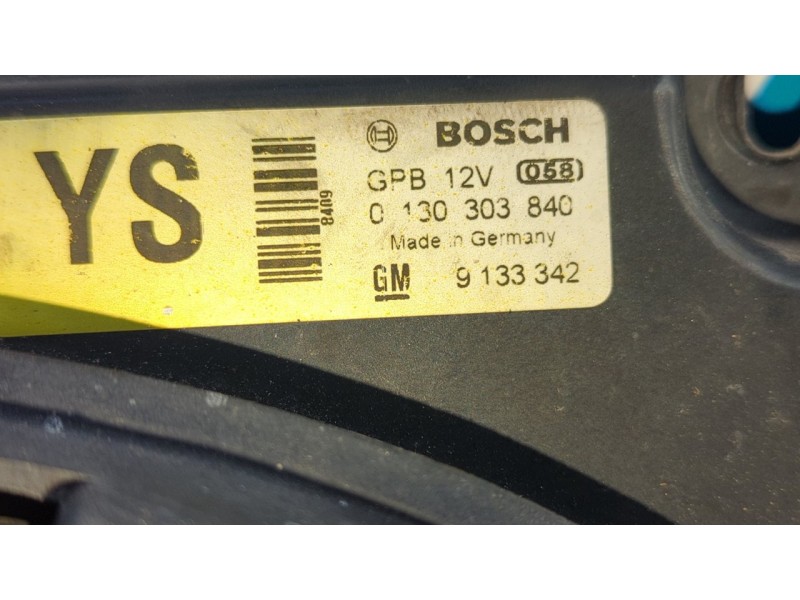 YS
8409
BOSCH
GPB 12V 058
0 130 303 840
Made in Germany
GM 9 133 342